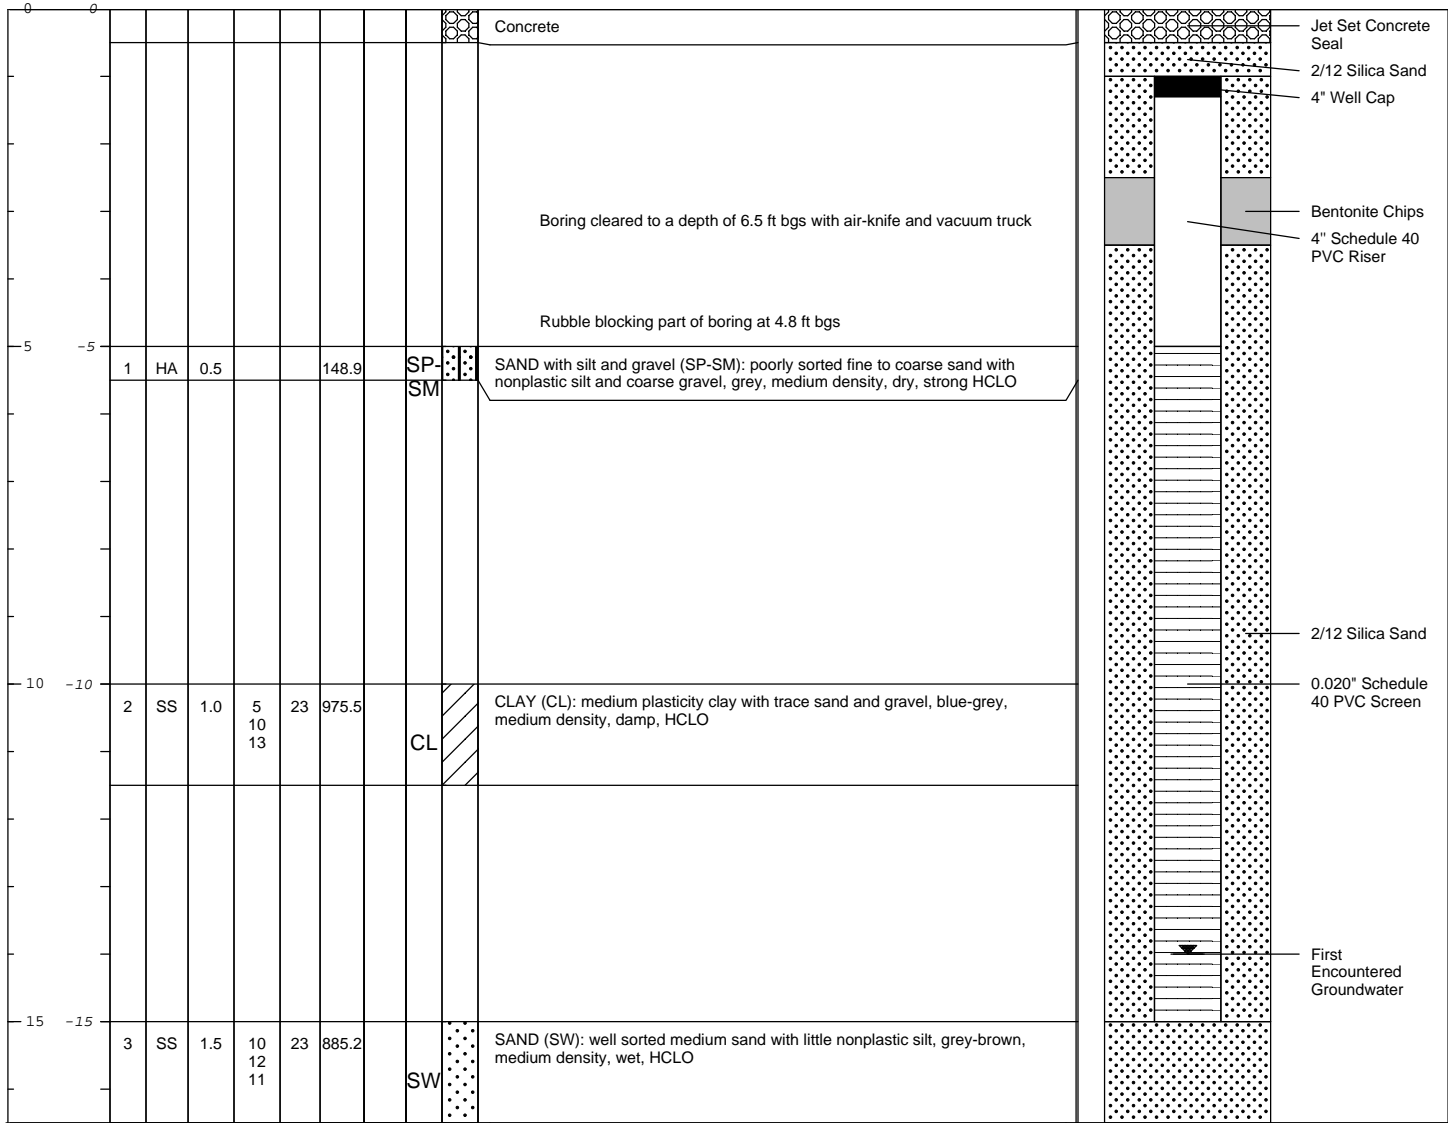 0 0
Concrete
Jet Set Concrete
Seal
2/12 Silica Sand
4" Well Cap
Boring cleared to a depth of 6.5 ft bgs with air-knife and vacuum truck
Bentonite Chips
4" Schedule 40
PVC Riser
Rubble blocking part of boring at 4.8 ft bgs
5 -5
1 HA 0.5 148.9 SP-
SM
SAND with silt and gravel (SP-SM): poorly sorted fine to coarse sand with
nonplastic silt and coarse gravel, grey, medium density, dry, strong HCLO
2/12 Silica Sand
10 -10
2 SS 1.0 5 23 975.5
10
13
CL
CLAY (CL): medium plasticity clay with trace sand and gravel, blue-grey,
medium density, damp, HCLO
0.020" Schedule
40 PVC Screen
First
Encountered
Groundwater
15 -15
3 SS 1.5 10 23 885.2
12
11
SW
SAND (SW): well sorted medium sand with little nonplastic silt, grey-brown,
medium density, wet, HCLO